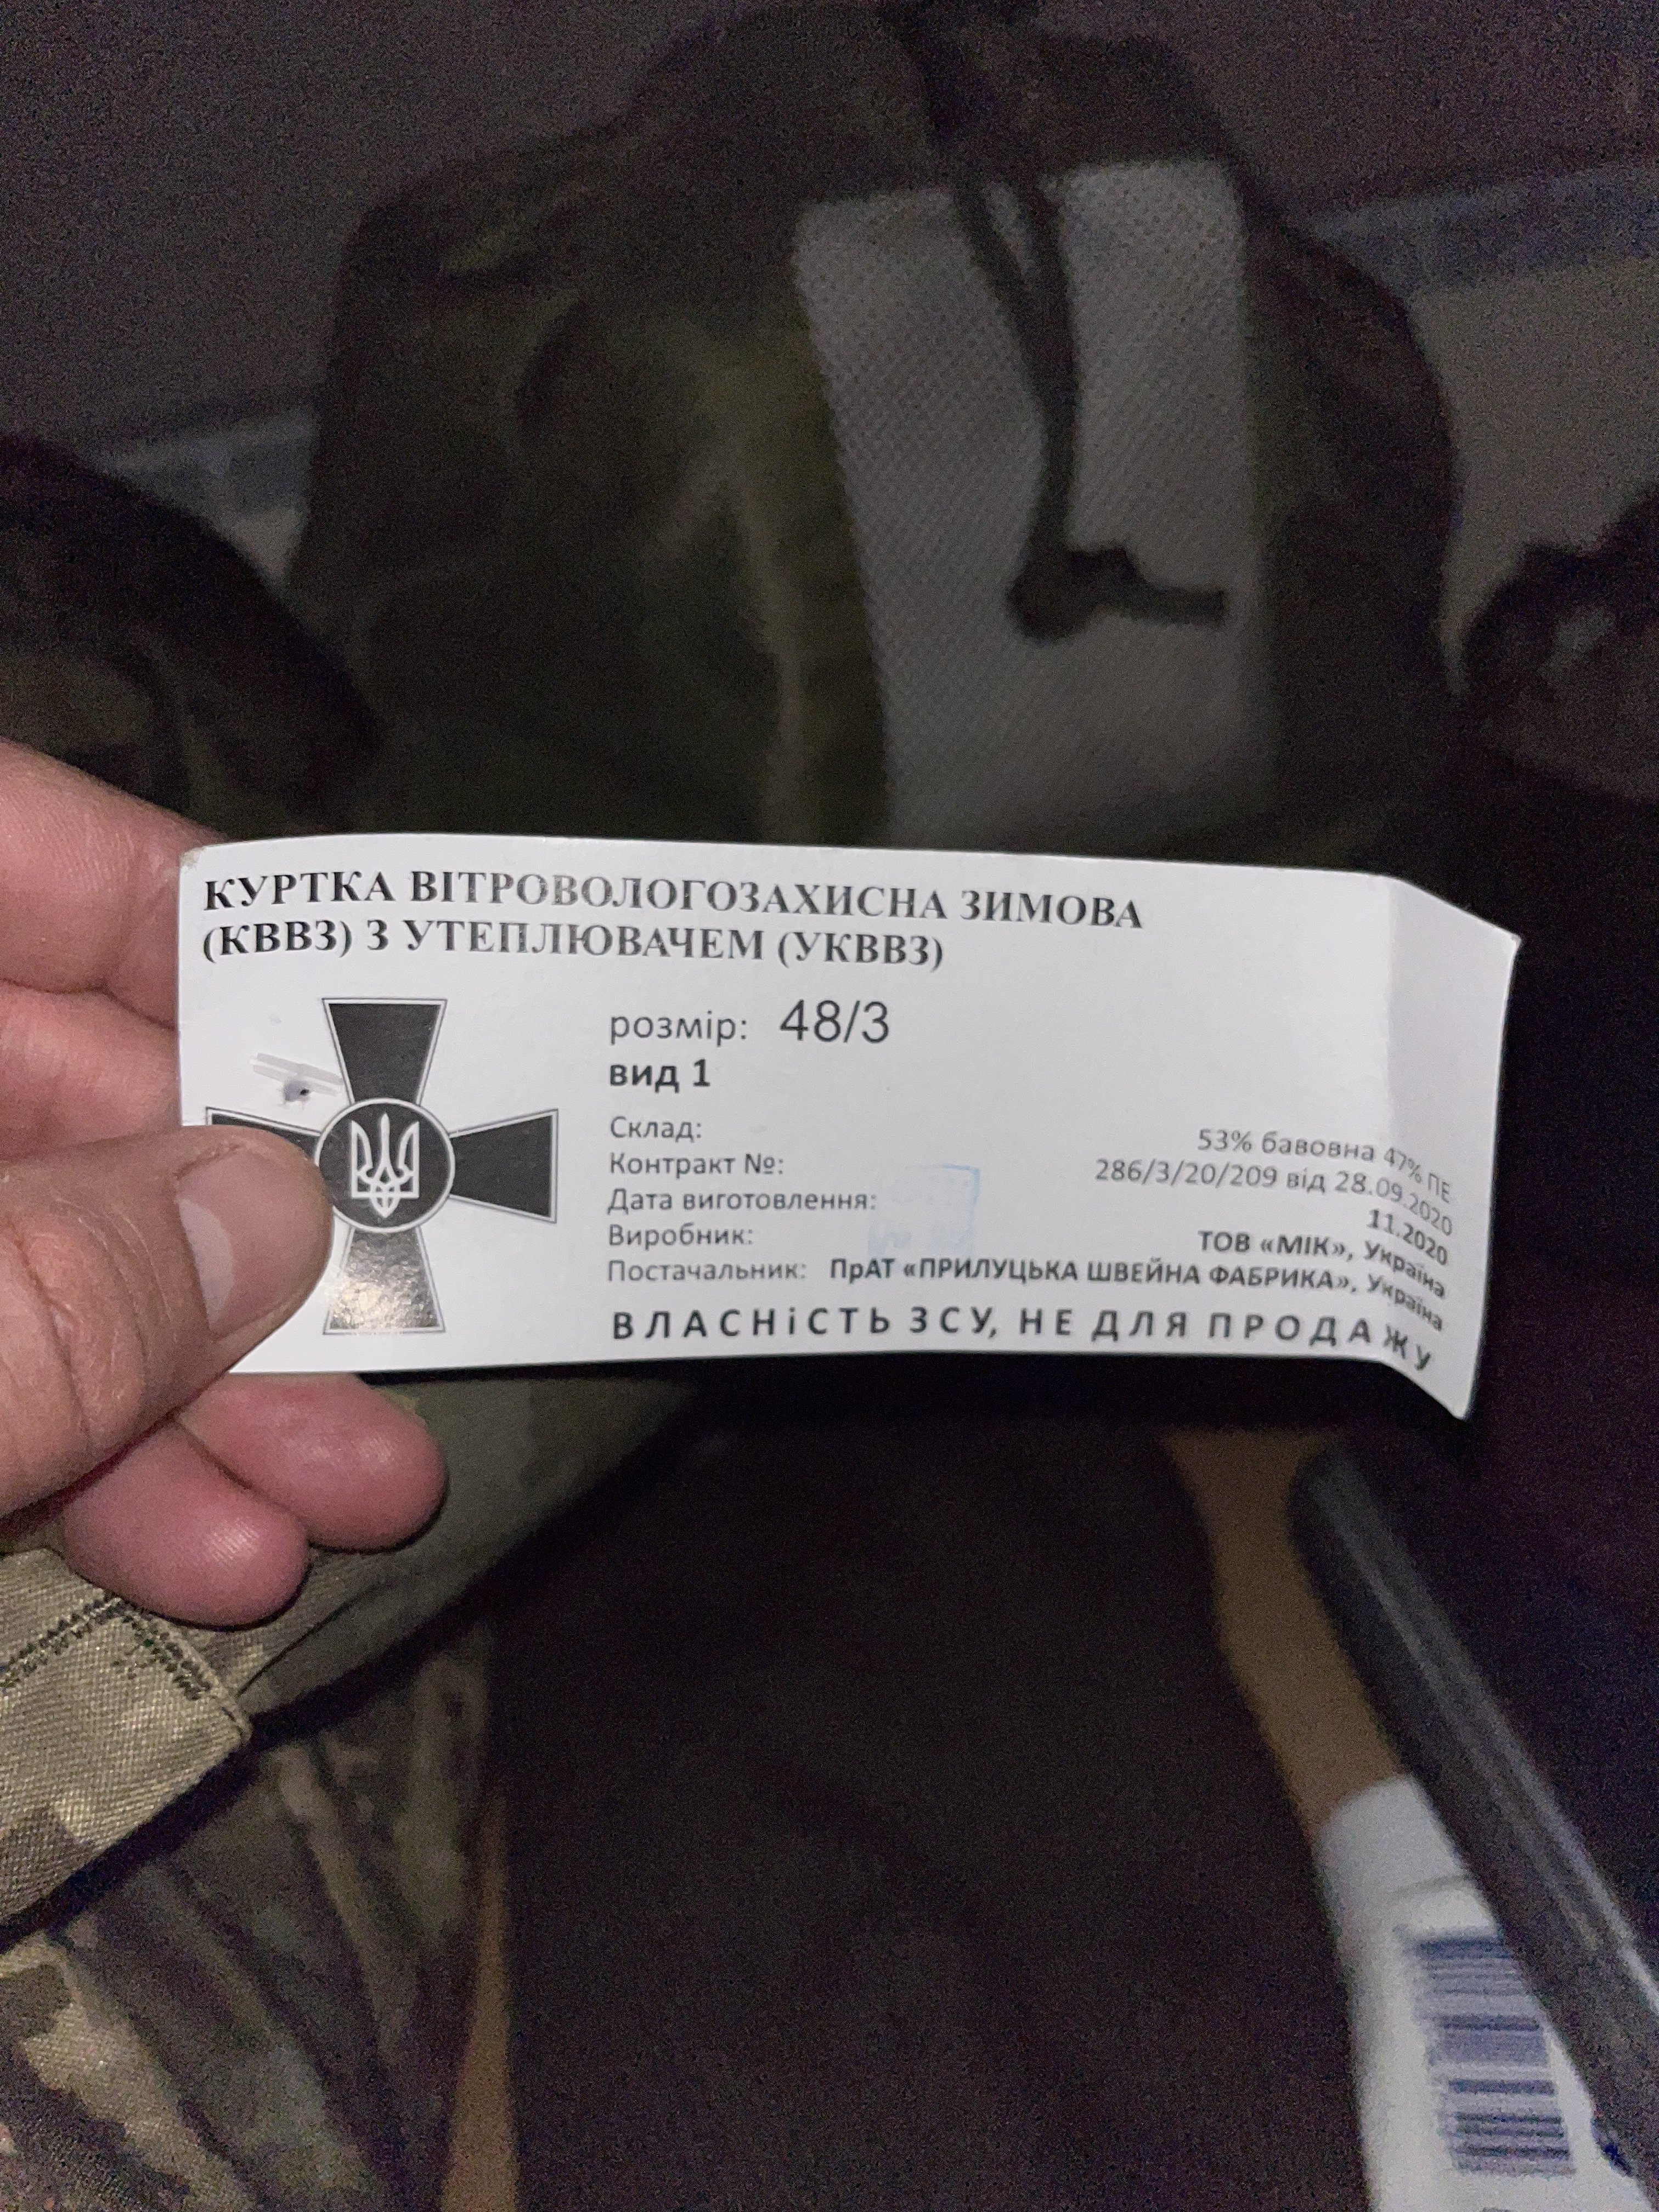 КУРТКА ВІТРОВОЛОГОЗАХИСНА ЗИМОВА
(КВВЗ) З УТЕПЛЮВАЧЕМ (УКВВЗ)
розмір: 48/3
вид 1
Склад: 53% бавовна 47% ПЕ
Контракт №: 286/3/20/209 від 28.09.2020
Дата виготовлення: 11.2020
Виробник: ТОВ «МІК», Україна
Постачальник: ПрАТ «ПРИЛУЦЬКА ШВЕЙНА ФАБРИКА», Україна
ВЛАСНіСТЬ ЗСУ, НЕ ДЛЯ ПРОДАЖУ